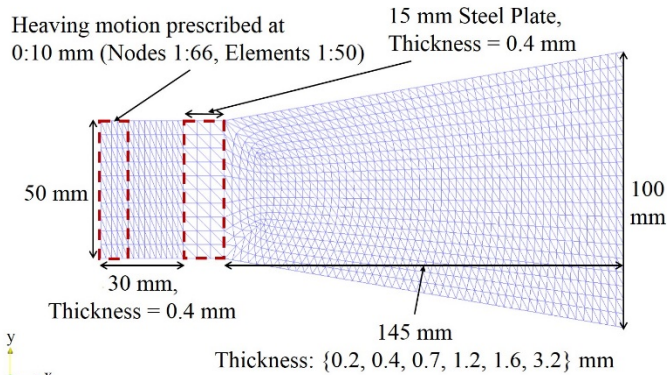 Heaving motion prescribed at
0:10 mm (Nodes 1:66, Elements 1:50)
15 mm Steel Plate,
Thickness = 0.4 mm
50 mm
100
mm
30 mm,
Thickness = 0.4 mm
145 mm
Thickness: {0.2, 0.4, 0.7, 1.2, 1.6, 3.2} mm
y
x